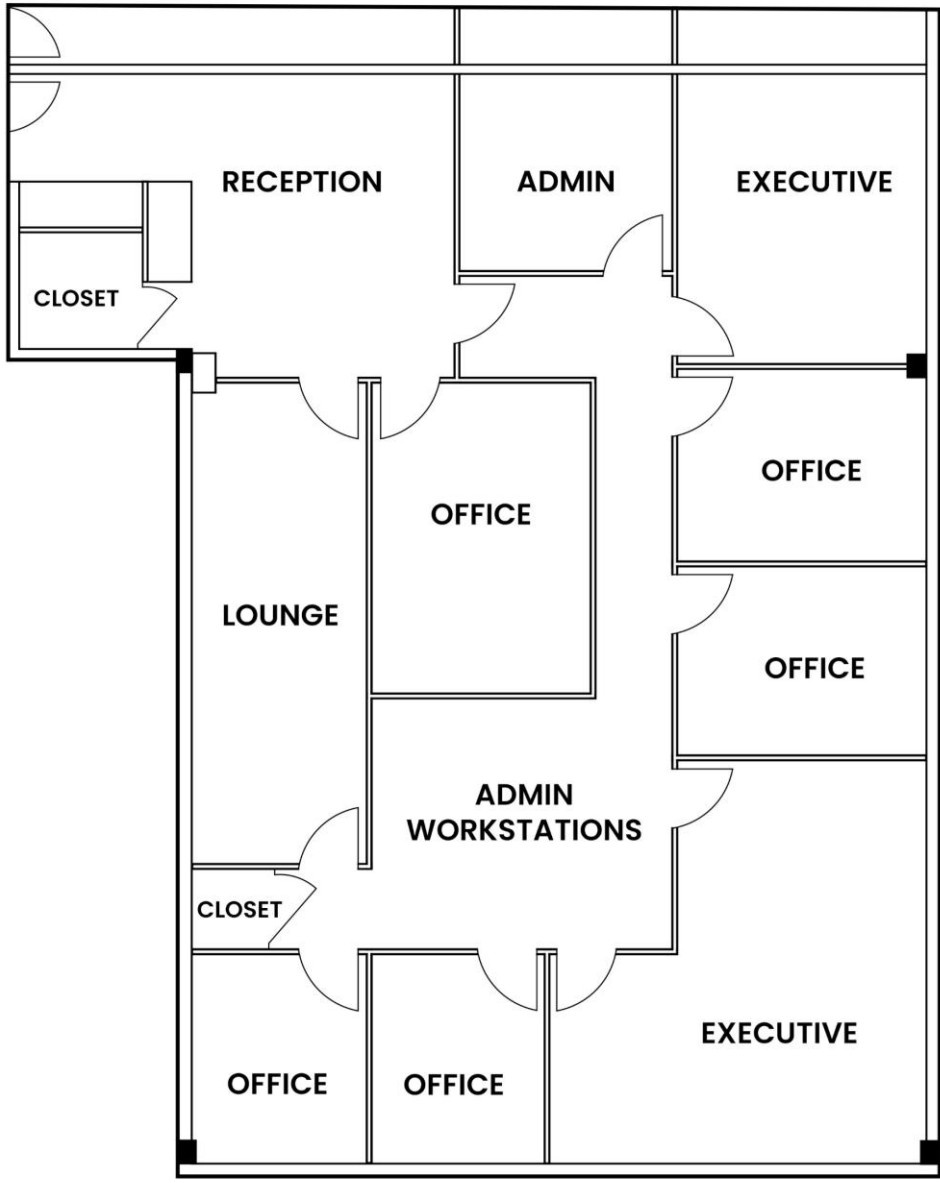 RECEPTION
ADMIN
EXECUTIVE
CLOSET
OFFICE
OFFICE
LOUNGE
OFFICE
ADMIN
WORKSTATIONS
CLOSET
EXECUTIVE
OFFICE
OFFICE